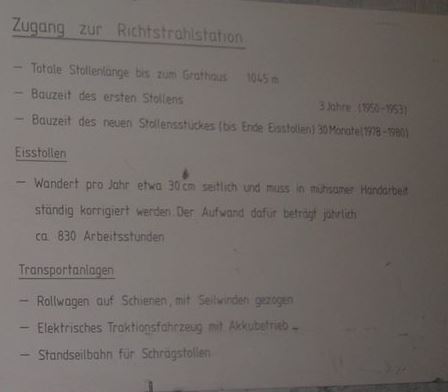 Zugang zur Richtstrahlstation
– Totale Stollenlänge bis zum Grathaus 1045 m
– Bauzeit des ersten Stollens 3 Jahre (1950-1953)
– Bauzeit des neuen Stollensstückes (bis Ende Eisstollen) 30 Monate (1978-1980)
Eisstollen
– Wandert pro Jahr etwa 30 cm seitlich und muss in mühsamer Handarbeit
ständig korrigiert werden. Der Aufwand dafür beträgt jährlich
ca. 830 Arbeitsstunden
Transportanlagen
– Rollwagen auf Schienen, mit Seilwinden gezogen
– Elektrisches Traktionsfahrzeug mit Akkubetrieb
– Standseilbahn für Schrägstollen